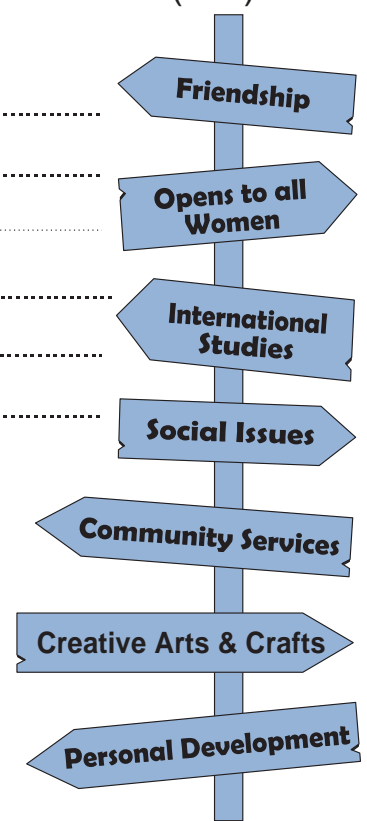 Friendship
Opens to all
Women
International
Studies
Social Issues
Community Services
Creative Arts & Crafts
Personal Development